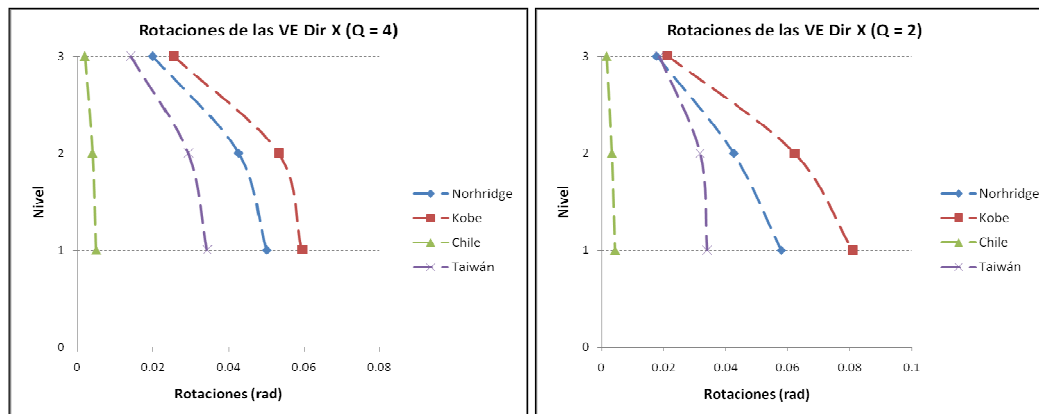 Rotaciones de las VE Dir X (Q = 4)
3
2
1
0
Nivel
0
0.02
0.04
0.06
0.08
Rotaciones (rad)
Norhridge
Kobe
Chile
Taiwán
Rotaciones de las VE Dir X (Q = 2)
3
2
1
0
Nivel
0
0.02
0.04
0.06
0.08
0.1
Rotaciones (rad)
Norhridge
Kobe
Chile
Taiwán